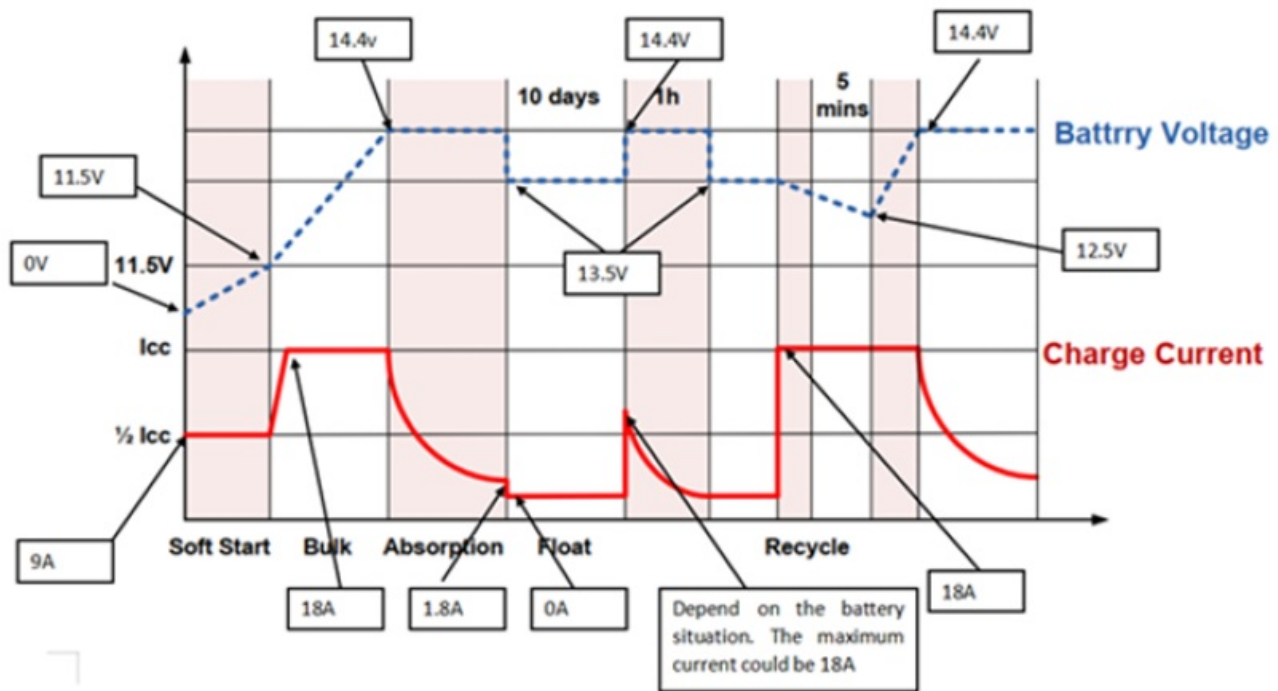 14.4v
14.4V
14.4V
10 days
1h
5
mins
Battrry Voltage
11.5V
0V
11.5V
13.5V
12.5V
Icc
Charge Current
½ Icc
Soft Start
Bulk
Absorption
Float
Recycle
9A
18A
1.8A
0A
Depend on the battery
situation. The maximum
current could be 18A
18A